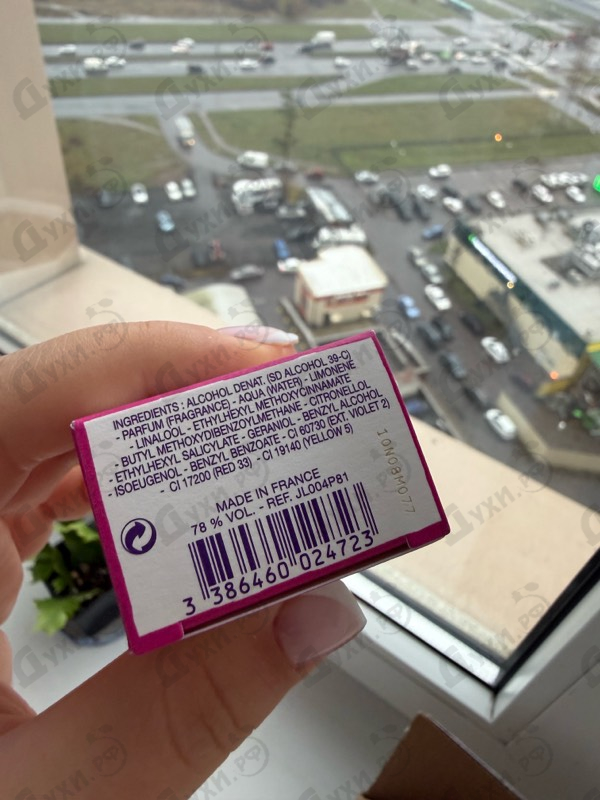 INGREDIENTS : ALCOHOL DENAT. (SD ALCOHOL 39-C)
- PARFUM (FRAGRANCE) - AQUA (WATER) - LIMONENE
- LINALOOL - ETHYLHEXYL METHOXYCINNAMATE
- BUTYL METHOXYDIBENZOYLMETHANE - CITRONELLOL
- ETHYLHEXYL SALICYLATE - GERANIOL - BENZYL ALCOHOL
- ISOEUGENOL - BENZYL BENZOATE - CI 60730 (EXT. VIOLET 2)
- CI 17200 (RED 33) - CI 19140 (YELLOW 5)
10N08M077
MADE IN FRANCE
78 % VOL. - REF. JL004P81
3 386460 024723
Духи.рф